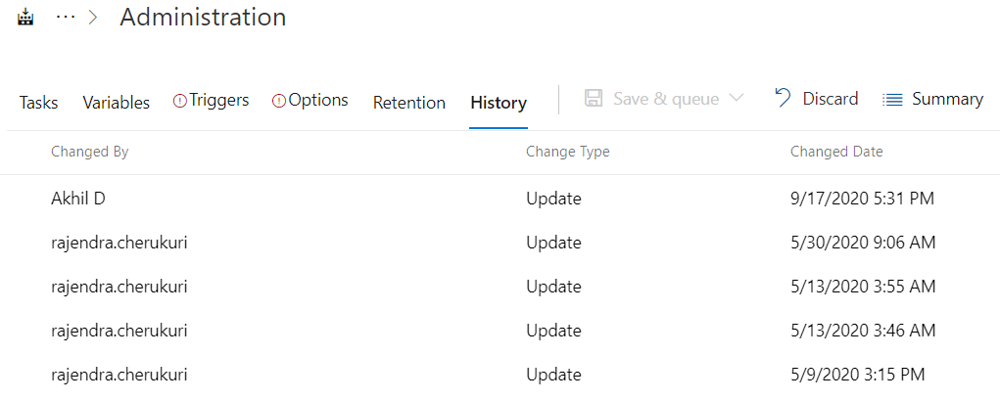 ··· > Administration
Tasks Variables Triggers Options Retention History Save & queue Discard Summary
Changed By Change Type Changed Date
Akhil D Update 9/17/2020 5:31 PM
rajendra.cherukuri Update 5/30/2020 9:06 AM
rajendra.cherukuri Update 5/13/2020 3:55 AM
rajendra.cherukuri Update 5/13/2020 3:46 AM
rajendra.cherukuri Update 5/9/2020 3:15 PM